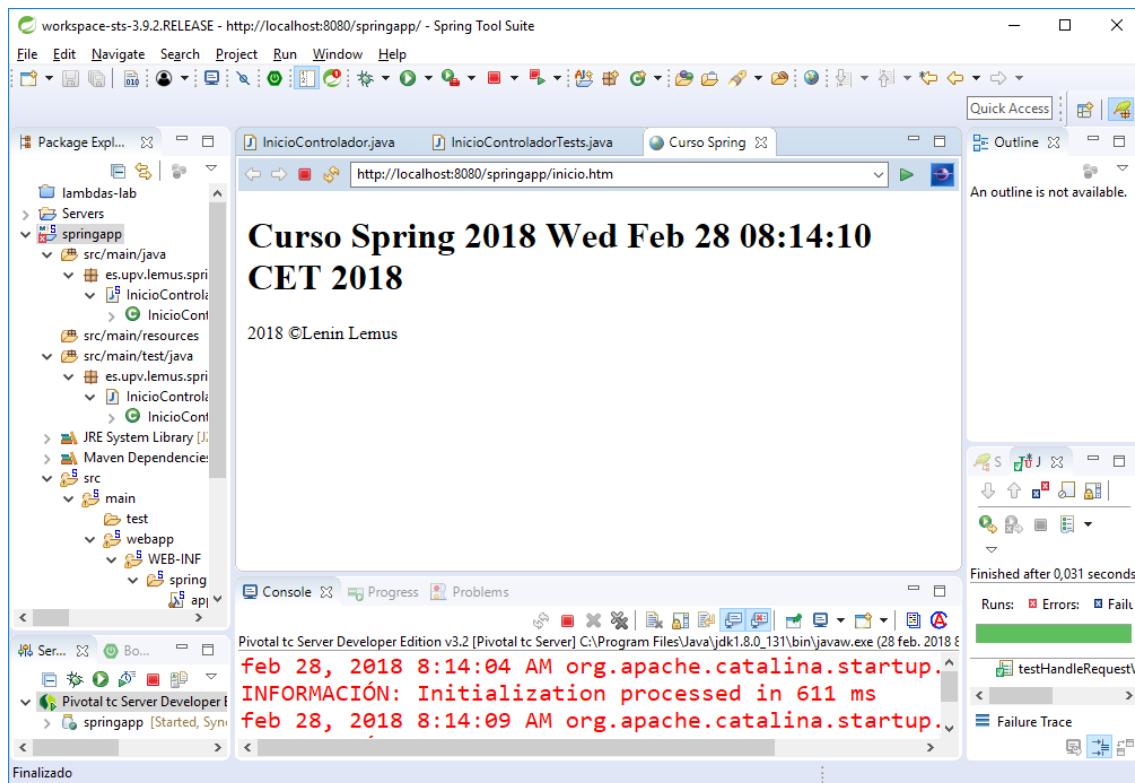 workspace-sts-3.9.2.RELEASE - http://localhost:8080/springapp/ - Spring Tool Suite
File Edit Navigate Search Project Run Window Help
Quick Access
Package Expl...
InicioControlador.java
InicioControladorTests.java
Curso Spring
Outline
http://localhost:8080/springapp/inicio.htm
An outline is not available.
lambdas-lab
Servers
springapp
src/main/java
es.upv.lemus.spri
InicioControla
InicioCont
src/main/resources
src/main/test/java
es.upv.lemus.spri
InicioControla
InicioCont
JRE System Library [J
Maven Dependencies
src
main
test
webapp
WEB-INF
spring
app
Curso Spring 2018 Wed Feb 28 08:14:10
CET 2018
2018 ©Lenin Lemus
S J
Finished after 0,031 seconds
Runs: Errors: Failu
testHandleRequest
Failure Trace
Console Progress Problems
Pivotal tc Server Developer Edition v3.2 [Pivotal tc Server] C:\Program Files\Java\jdk1.8.0_131\bin\javaw.exe (28 feb. 2018 8
feb 28, 2018 8:14:04 AM org.apache.catalina.startup.
INFORMACIÓN: Initialization processed in 611 ms
feb 28, 2018 8:14:09 AM org.apache.catalina.startup.
Ser... Bo...
Pivotal tc Server Developer E
springapp [Started, Syn
Finalizado